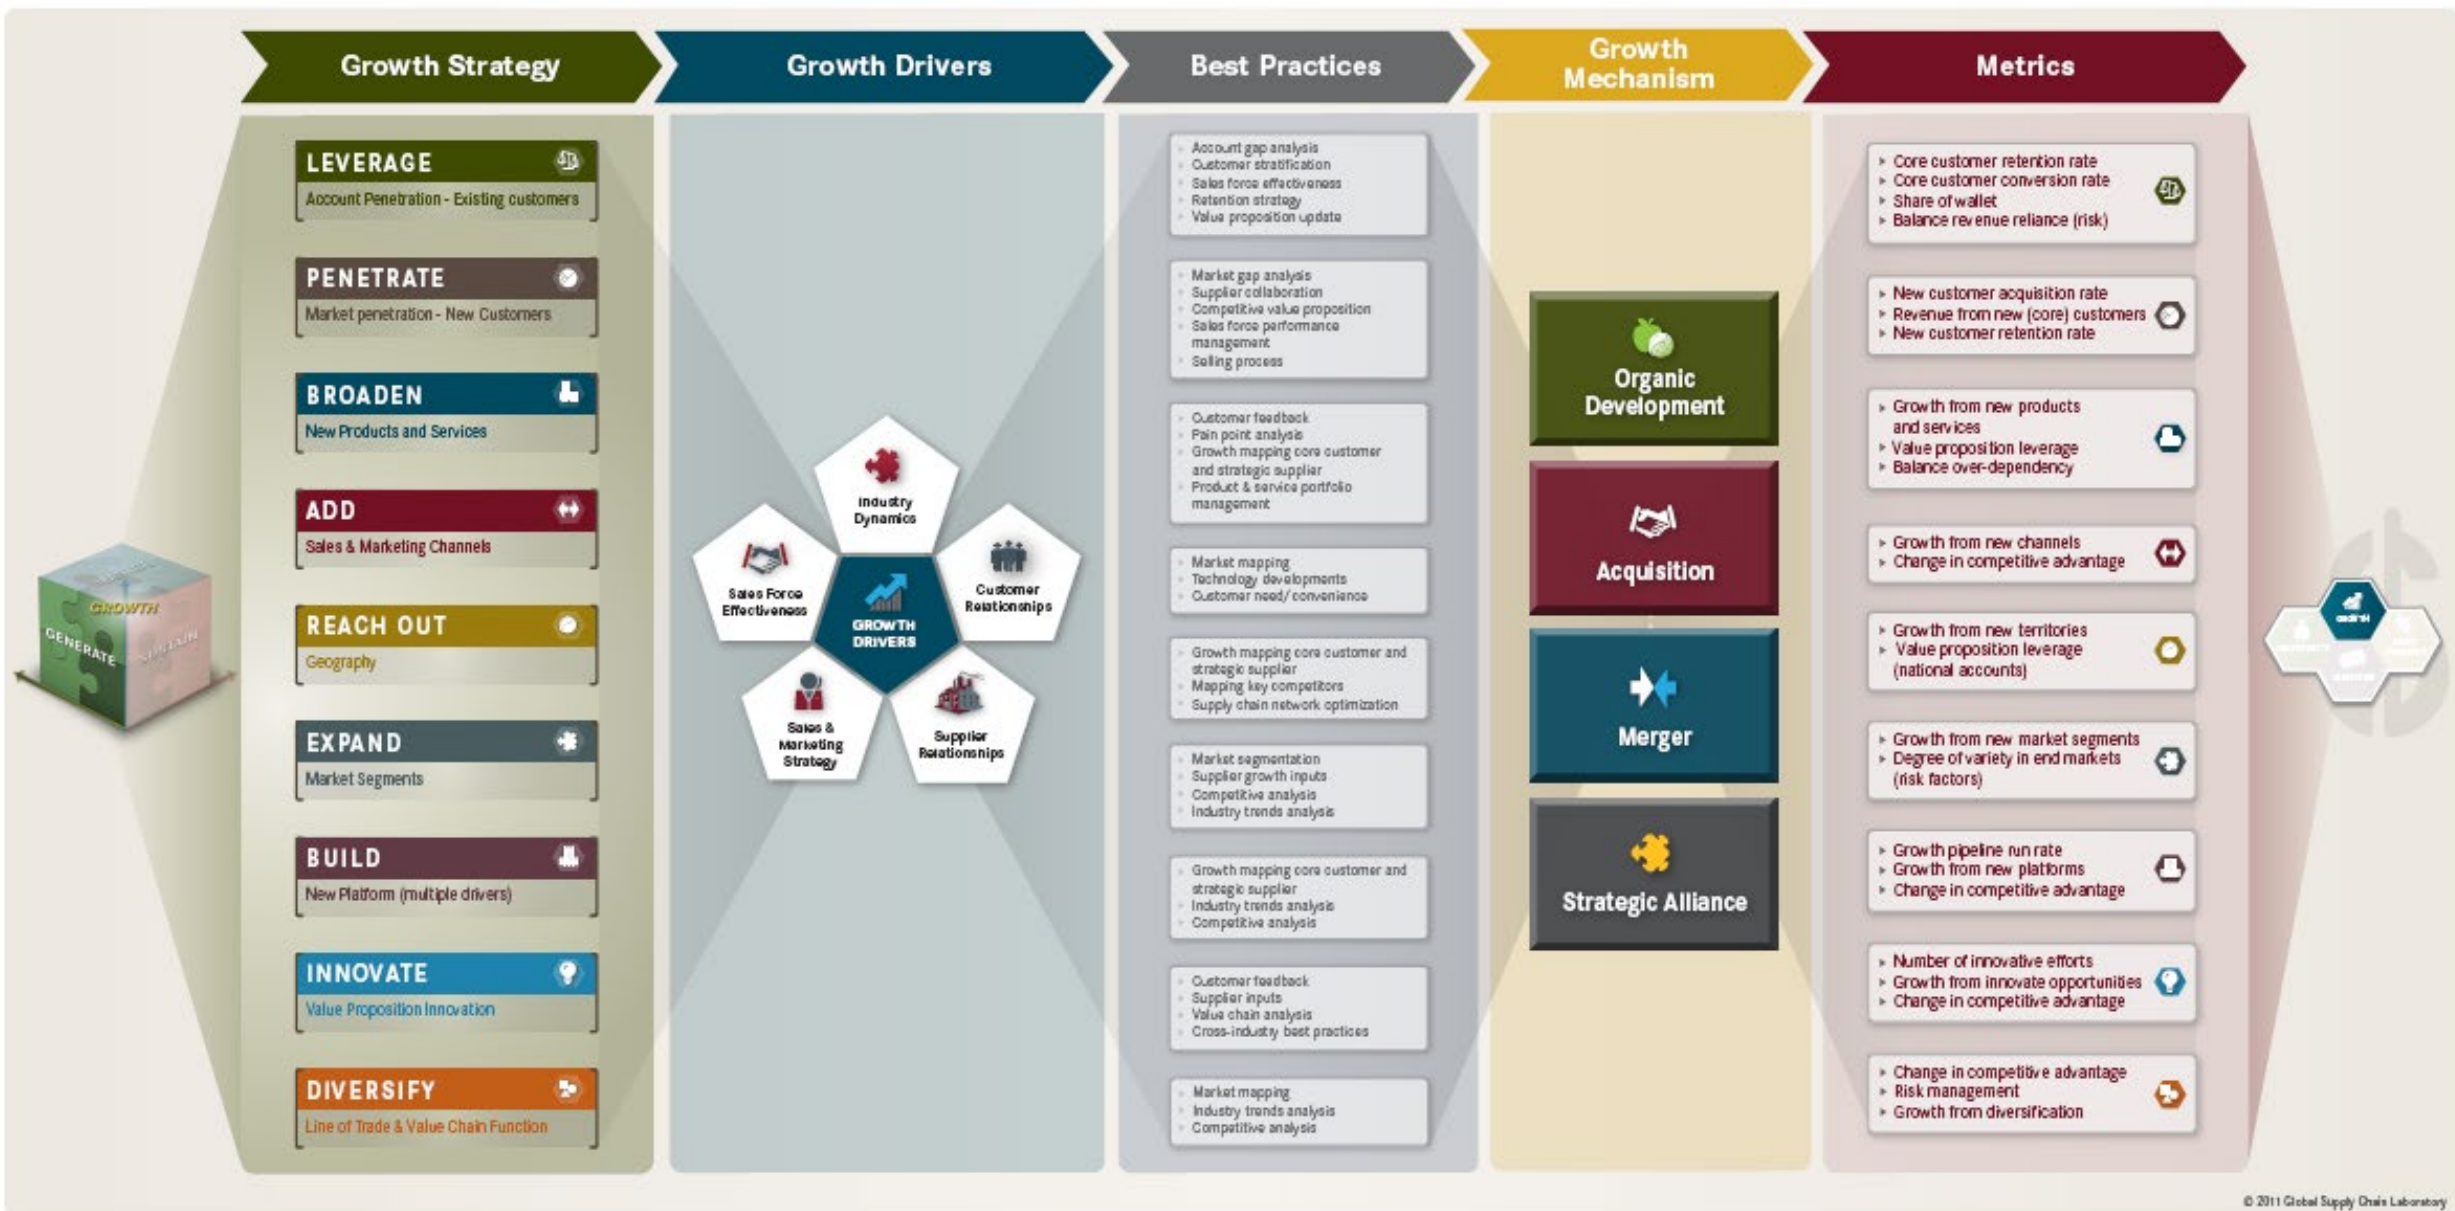 Growth Strategy
Growth Drivers
Best Practices
Growth
Mechanism
Metrics
GROWTH
GENERATE
SUSTAIN
LEVERAGE
Account Penetration - Existing customers
PENETRATE
Market penetration - New Customers
BROADEN
New Products and Services
ADD
Sales & Marketing Channels
REACH OUT
Geography
EXPAND
Market Segments
BUILD
New Platform (multiple drivers)
INNOVATE
Value Proposition Innovation
DIVERSIFY
Line of Trade & Value Chain Function
Industry
Dynamics
Sales Force
Effectiveness
Customer
Relationships
GROWTH
DRIVERS
Sales &
Marketing
Strategy
Supplier
Relationships
Account gap analysis
Customer stratification
Sales force effectiveness
Retention strategy
Value proposition update
Market gap analysis
Supplier collaboration
Competitive value proposition
Sales force performance
management
Selling process
Customer feedback
Pain point analysis
Growth mapping core customer
and strategic supplier
Product & service portfolio
management
Market mapping
Technology developments
Customer need/ convenience
Growth mapping core customer and
strategic supplier
Mapping key competitors
Supply chain network optimization
Market segmentation
Supplier growth inputs
Competitive analysis
Industry trends analysis
Growth mapping core customer and
strategic supplier
Industry trends analysis
Competitive analysis
Customer feedback
Supplier inputs
Value chain analysis
Cross-industry best practices
Market mapping
Industry trends analysis
Competitive analysis
Organic
Development
Acquisition
Merger
Strategic Alliance
Core customer retention rate
Core customer conversion rate
Share of wallet
Balance revenue reliance (risk)
New customer acquisition rate
Revenue from new (core) customers
New customer retention rate
Growth from new products
and services
Value proposition leverage
Balance over-dependency
Growth from new channels
Change in competitive advantage
Growth from new territories
Value proposition leverage
(national accounts)
Growth from new market segments
Degree of variety in end markets
(risk factors)
Growth pipeline run rate
Growth from new platforms
Change in competitive advantage
Number of innovative efforts
Growth from innovate opportunities
Change in competitive advantage
Change in competitive advantage
Risk management
Growth from diversification
GROWTH
© 2011 Global Supply Chain Laboratory